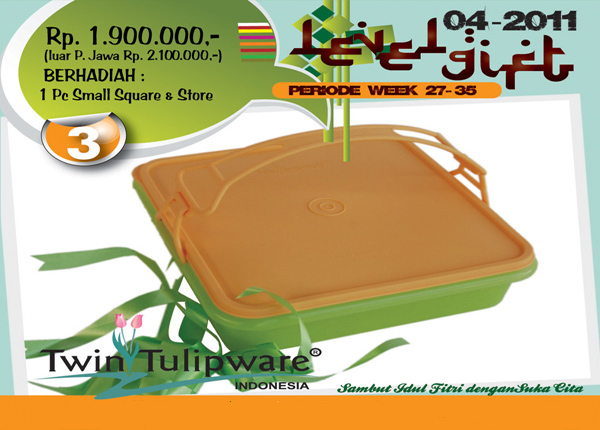 Rp. 1.900.000,-
(luar P. Jawa Rp. 2.100.000.-)
BERHADIAH :
1 Pc Small Square & Store
3
04-2011
level gift
PERIODE WEEK 27-35
Twin Tulipware®
INDONESIA
Sambut Idul Fitri denganSuka Cita